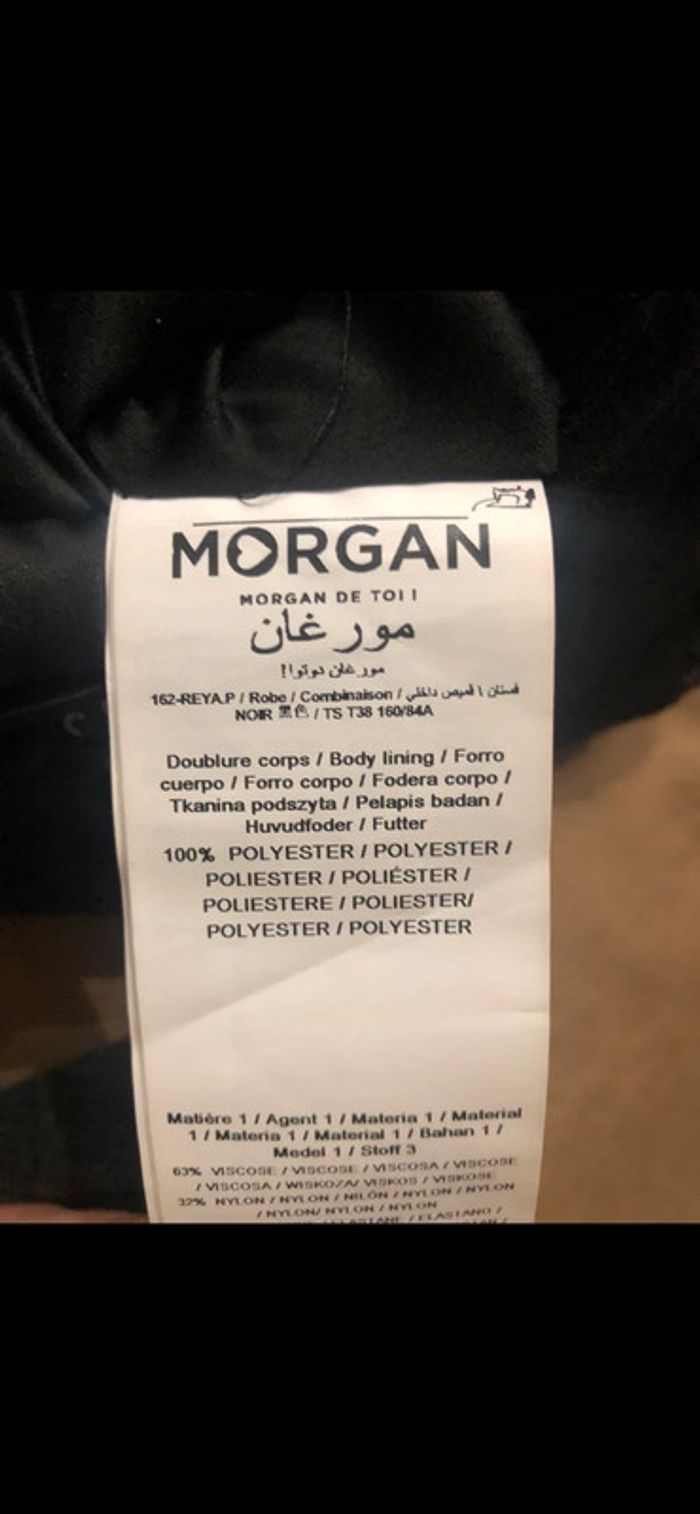 MORGAN
MORGAN DE TOI !
مورغان
مورغان دوتوا!
162-REYA.P / Robe / Combinaison / فستان \ قميص داخلي
NOIR 黑色 / TS T38 160/84A
Doublure corps / Body lining / Forro
cuerpo / Forro corpo / Fodera corpo /
Tkanina podszyta / Pelapis badan /
Huvudfoder / Futter
100% POLYESTER / POLYESTER /
POLIESTER / POLIÉSTER /
POLIESTERE / POLIESTER/
POLYESTER / POLYESTER
Matière 1 / Agent 1 / Materia 1 / Material
1 / Materia 1 / Material 1 / Bahan 1 /
Medel 1 / Stoff 3
63% VISCOSE / VISCOSE / VISCOSA / VISCOSE
/ VISCOSA / WISKOZA/ VISKOS / VISKOSE
32% NYLON / NYLON / NILÓN / NYLON / NYLON
/ NYLON/ NYLON / NYLON
ELASTANE / ELASTANO /